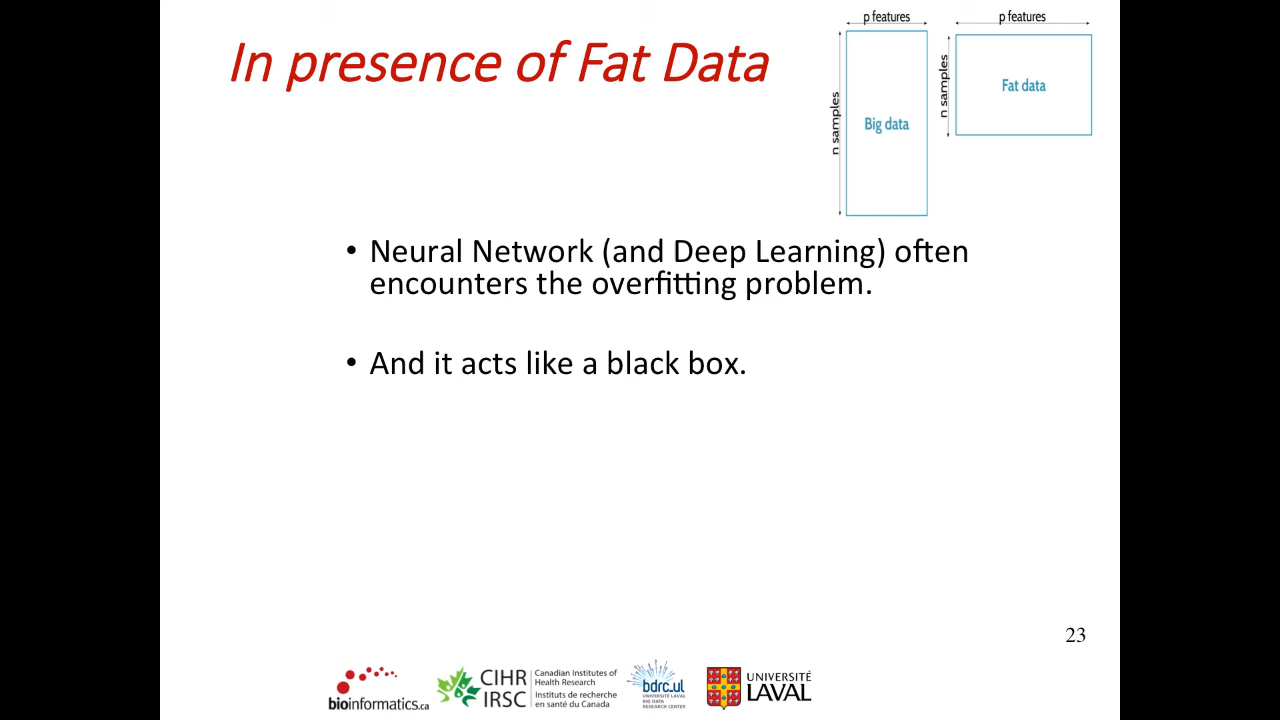 In presence of Fat Data
p features
n samples
Big data
p features
n samples
Fat data
• Neural Network (and Deep Learning) often
encounters the overfitting problem.
• And it acts like a black box.
23
bioinformatics.ca
CIHR
IRSC
Canadian Institutes of
Health Research
Instituts de recherche
en santé du Canada
bdrc_ul
UNIVERSITÉ LAVAL
BIG DATA
RESEARCH CENTER
UNIVERSITÉ
LAVAL